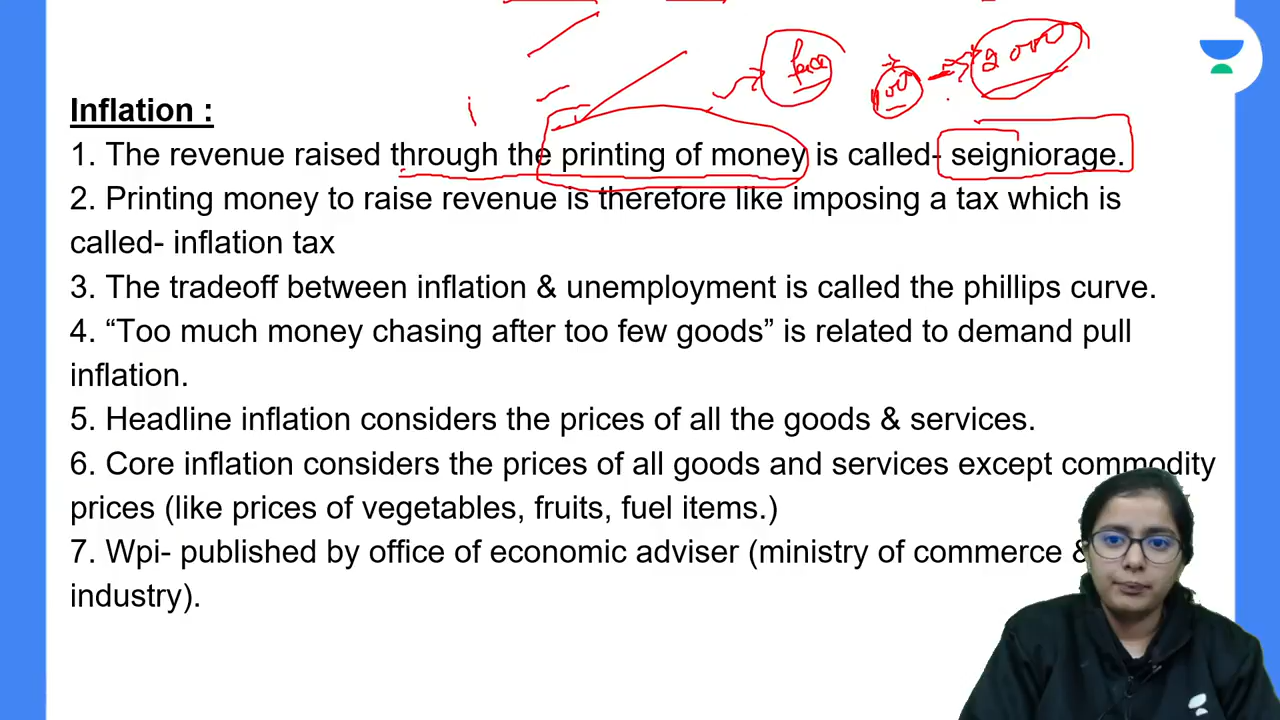 2000
100
Inflation :
1. The revenue raised through the printing of money is called- seigniorage.
2. Printing money to raise revenue is therefore like imposing a tax which is
called- inflation tax
3. The tradeoff between inflation & unemployment is called the phillips curve.
4. “Too much money chasing after too few goods” is related to demand pull
inflation.
5. Headline inflation considers the prices of all the goods & services.
6. Core inflation considers the prices of all goods and services except commodity
prices (like prices of vegetables, fruits, fuel items.)
7. Wpi- published by office of economic adviser (ministry of commerce &
industry).